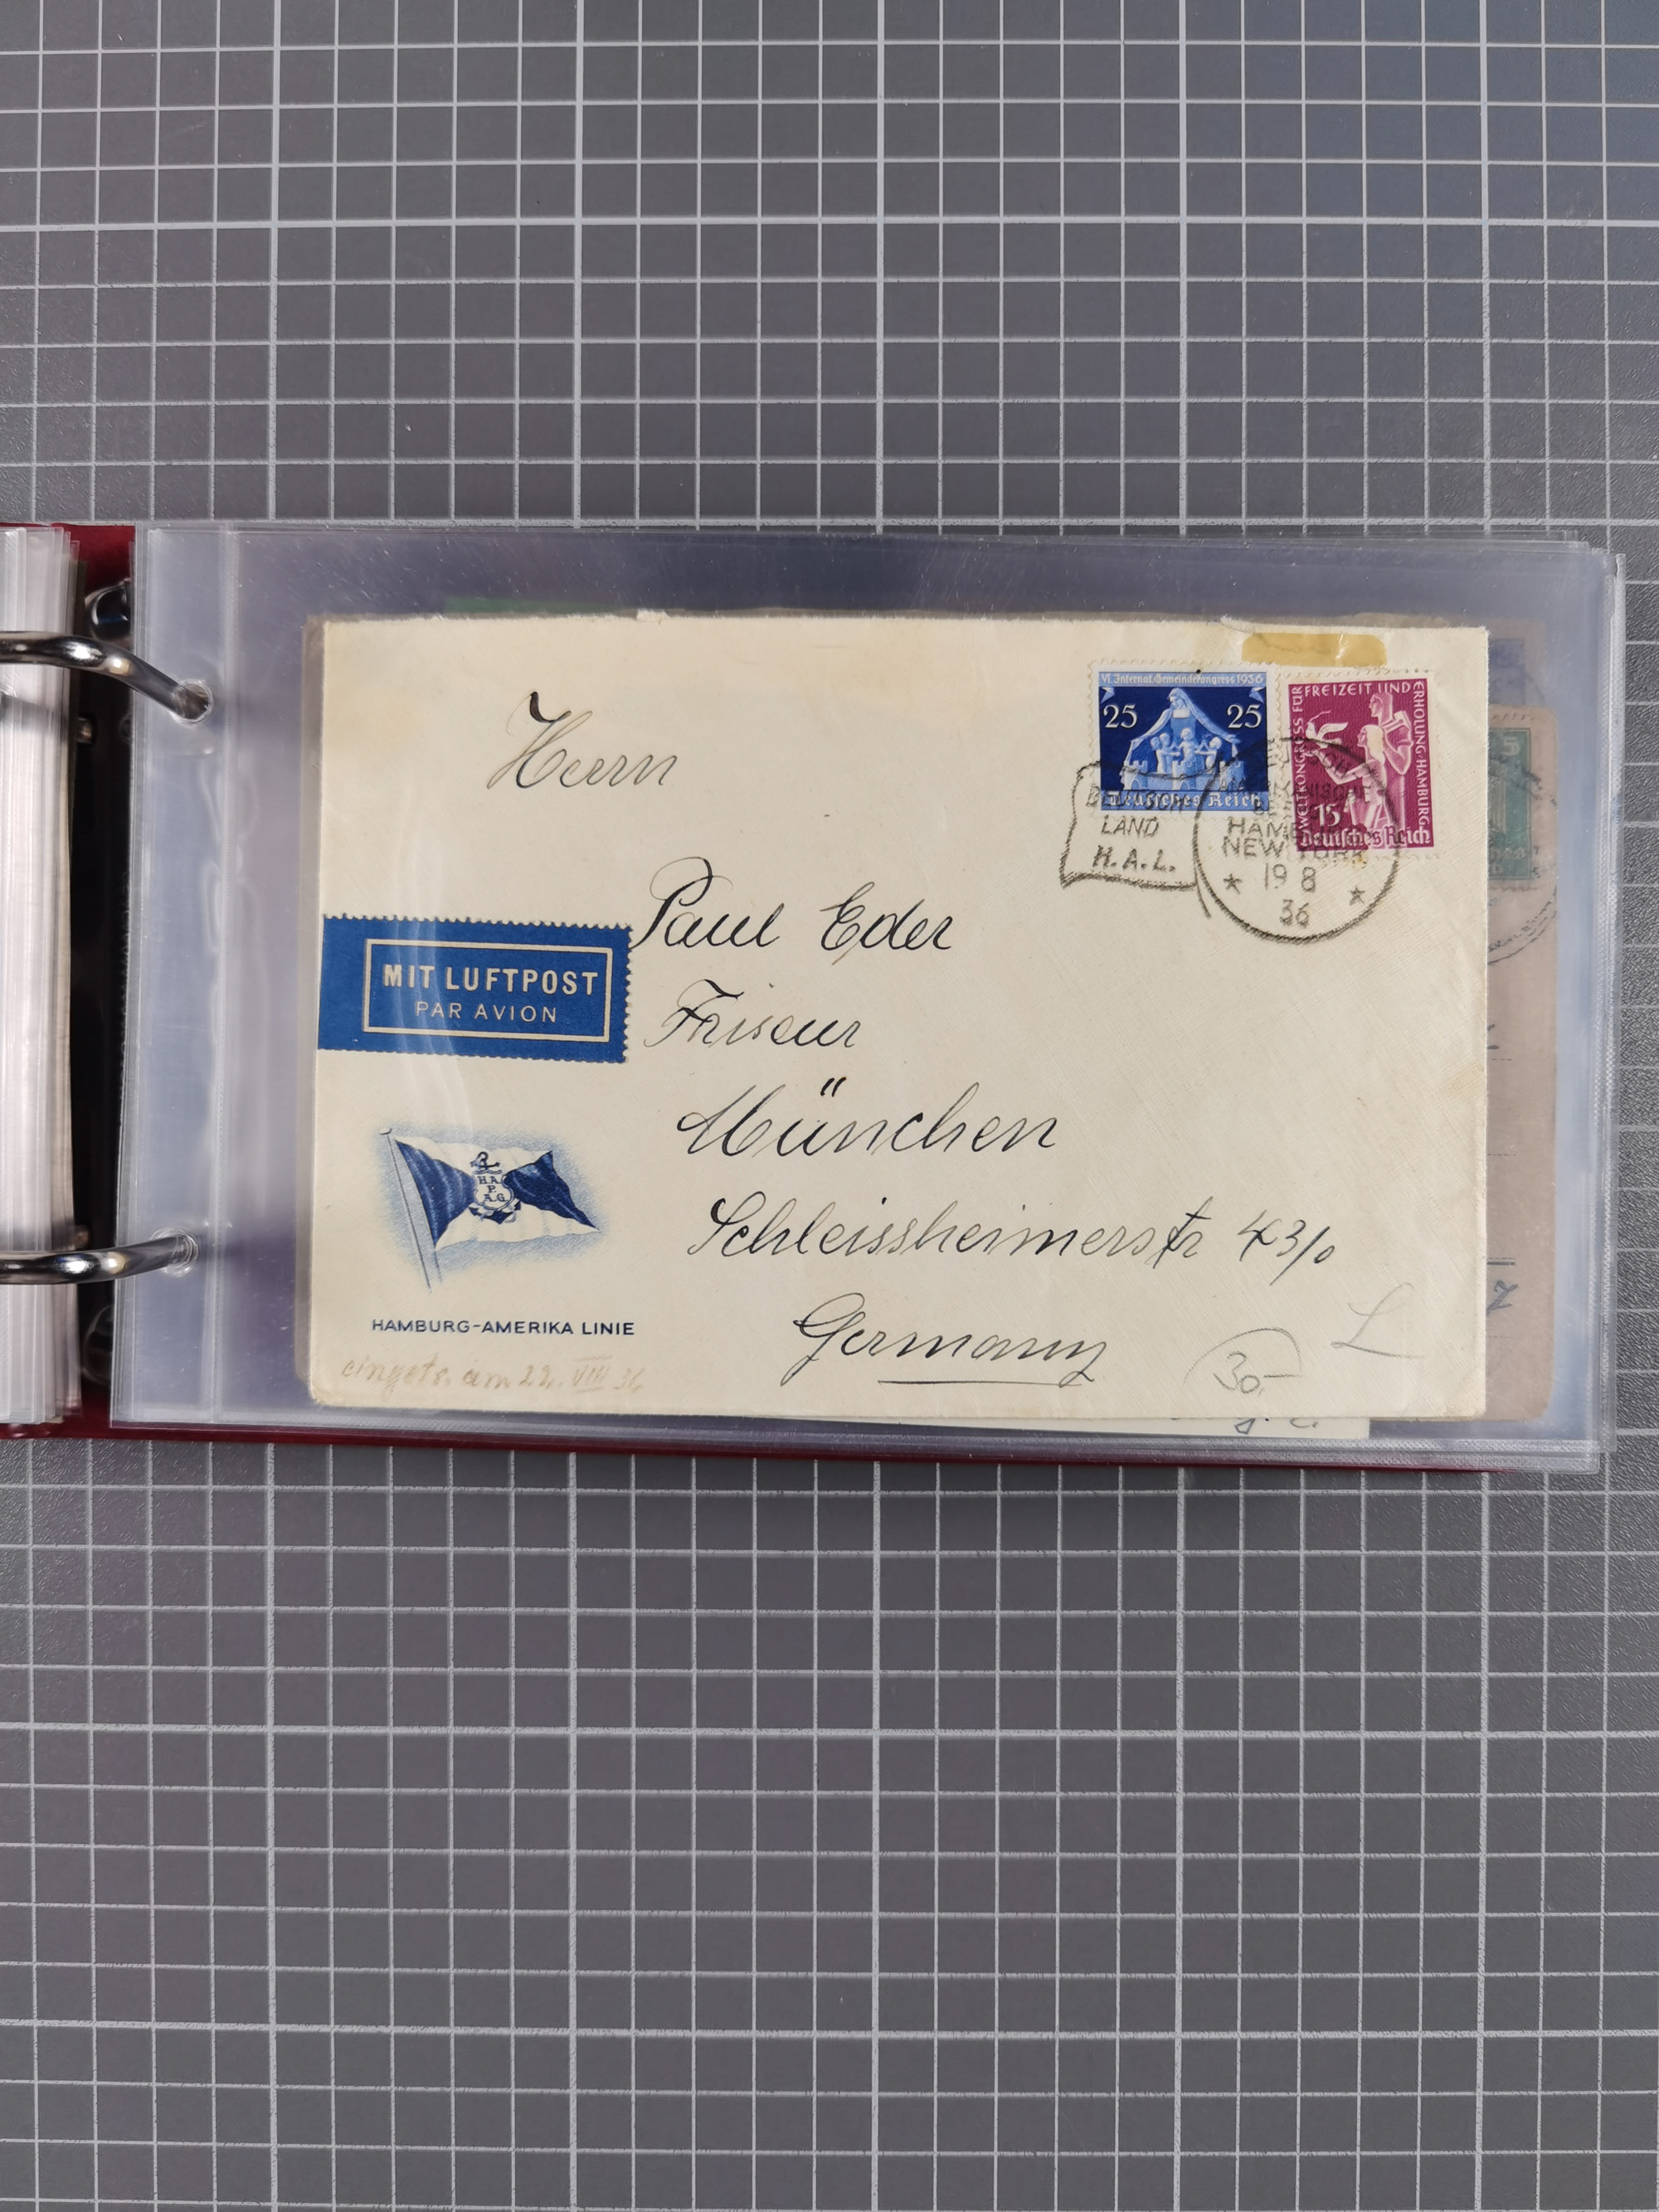 Herrn
VI. Internat. Gemeindekongress 1936
25 25
Deutsches Reich
WELTKONGRESS FÜR FREIZEIT UND ERHOLUNG·HAMBURG
15
Deutsches Reich
LAND
H.A.L.
HAMBURG
NEW YORK
19 8
36
Paul Eder
Friseur
München
Schleissheimerstr 43/0
Germany
MIT LUFTPOST
PAR AVION
H.A.
P.
A.G
HAMBURG-AMERIKA LINIE
am 22. VIII 36
30,-
L